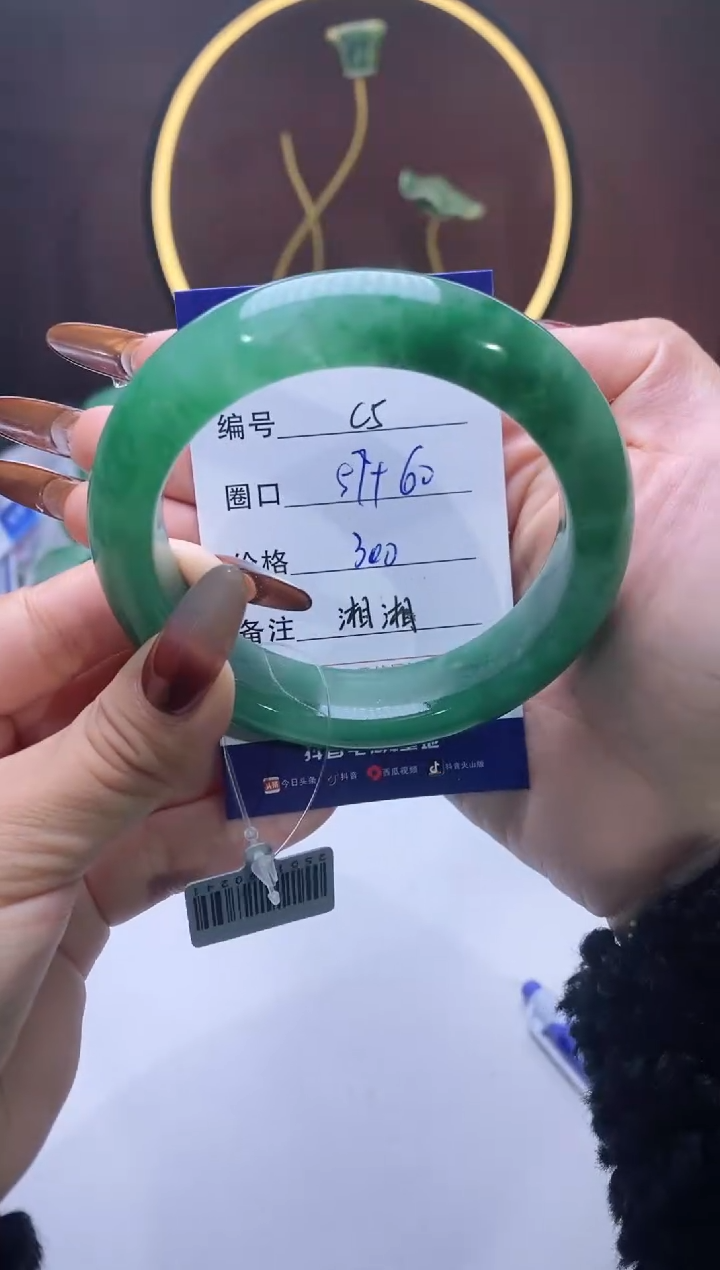 编号 C5
圈口 57+ 60
价格 300
备注 湘湘
今日头条 抖音 西瓜视频 抖音火山版